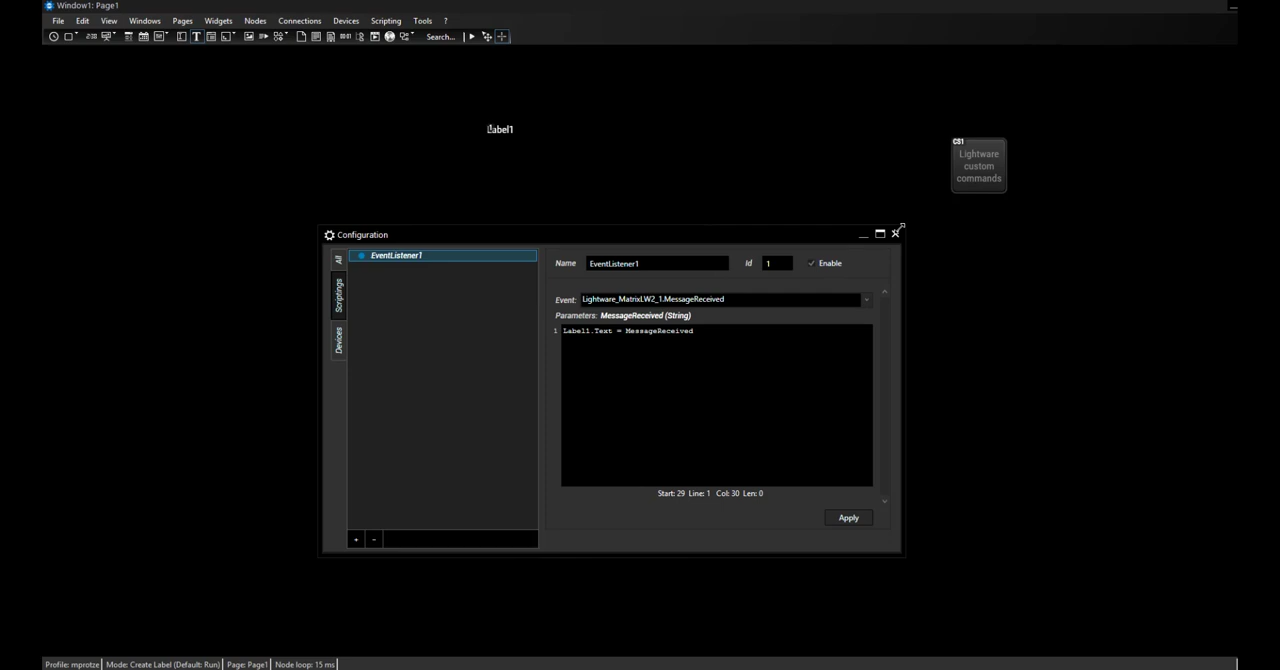 Window1: Page1
File Edit View Windows Pages Widgets Nodes Connections Devices Scripting Tools ?
Search...
Label1
CS1
Lightware
custom
commands
Configuration
All
Scriptings
Devices
EventListener1
Name EventListener1 Id 1 Enable
Event: Lightware_MatrixLW2_1.MessageReceived
Parameters: MessageReceived (String)
1 Label1.Text = MessageReceived
Start: 29 Line: 1 Col: 30 Len: 0
Apply
+ -
Profile: mprotze Mode: Create Label (Default: Run) Page: Page1 Node loop: 15 ms